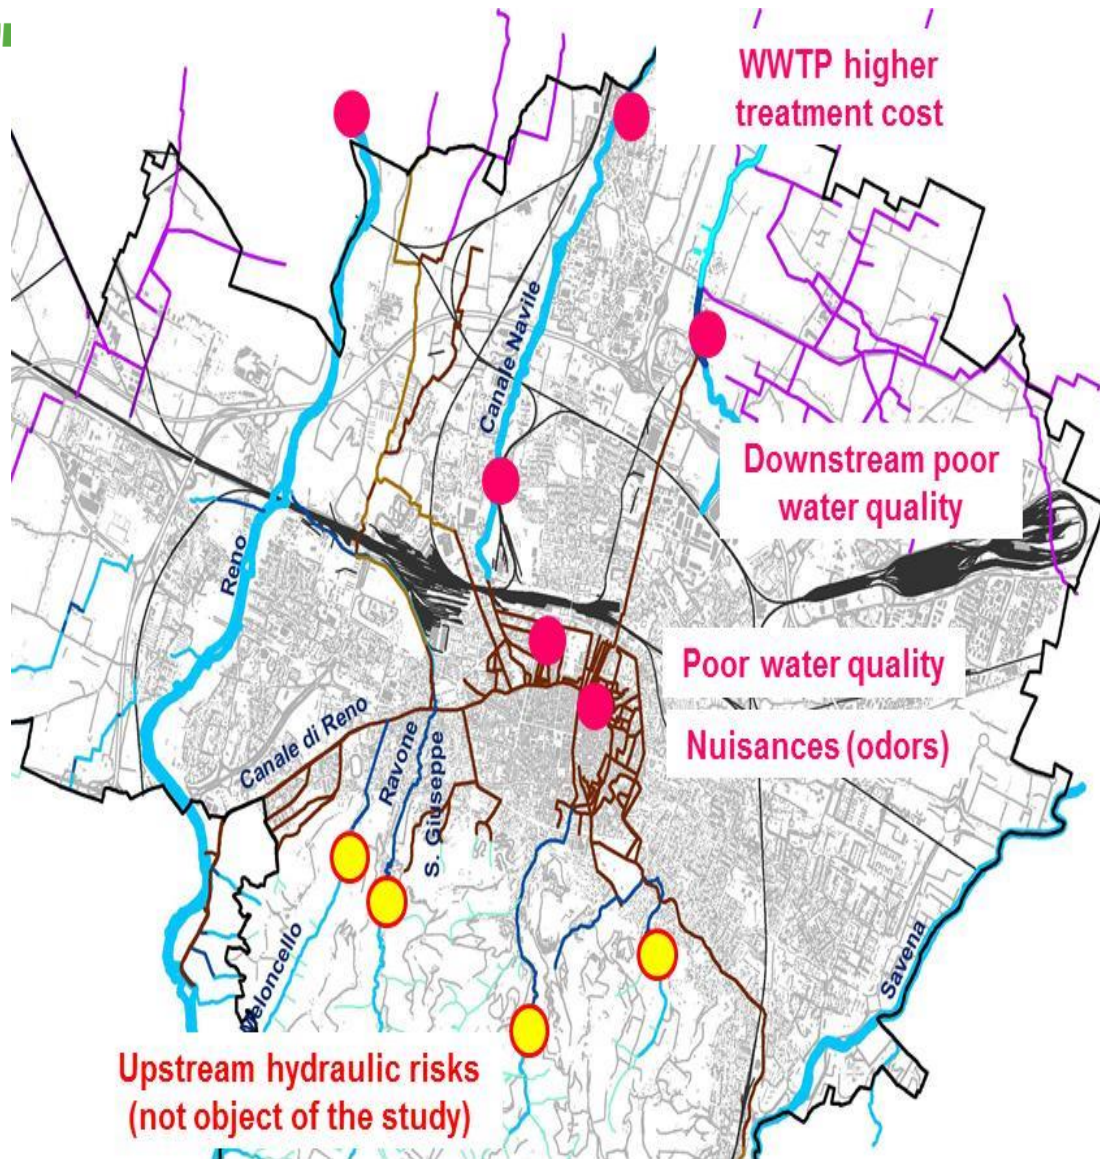 WWTP higher
treatment cost
Canale Navile
Downstream poor
water quality
Reno
Poor water quality
Nuisances (odors)
Canale di Reno
Ravone
S. Giuseppe
Meloncello
Savena
Upstream hydraulic risks
(not object of the study)